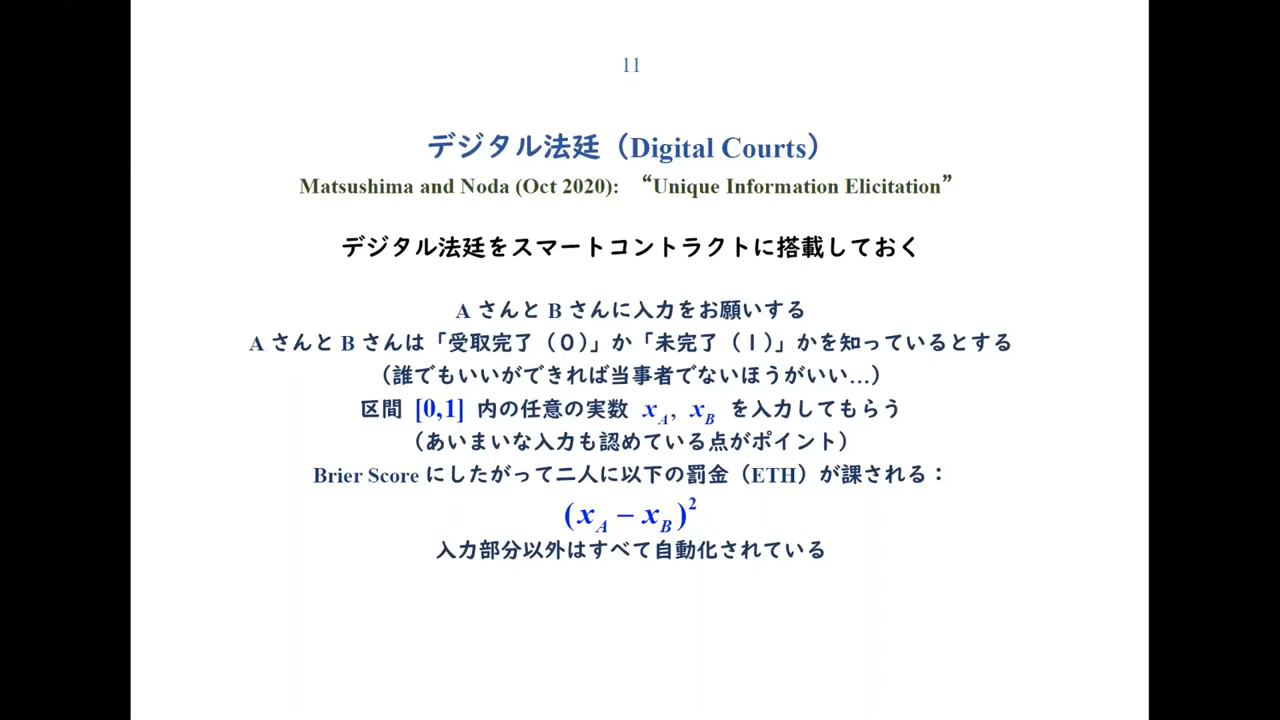 11
デジタル法廷（Digital Courts）
Matsushima and Noda (Oct 2020): “Unique Information Elicitation”
デジタル法廷をスマートコントラクトに搭載しておく
A さんと B さんに入力をお願いする
A さんと B さんは「受取完了（０）」か「未完了（１）」かを知っているとする
（誰でもいいができれば当事者でないほうがいい…）
区間 [0,1] 内の任意の実数 x_A, x_B を入力してもらう
（あいまいな入力も認めている点がポイント）
Brier Score にしたがって二人に以下の罰金（ETH）が課される：
(x_A − x_B)²
入力部分以外はすべて自動化されている